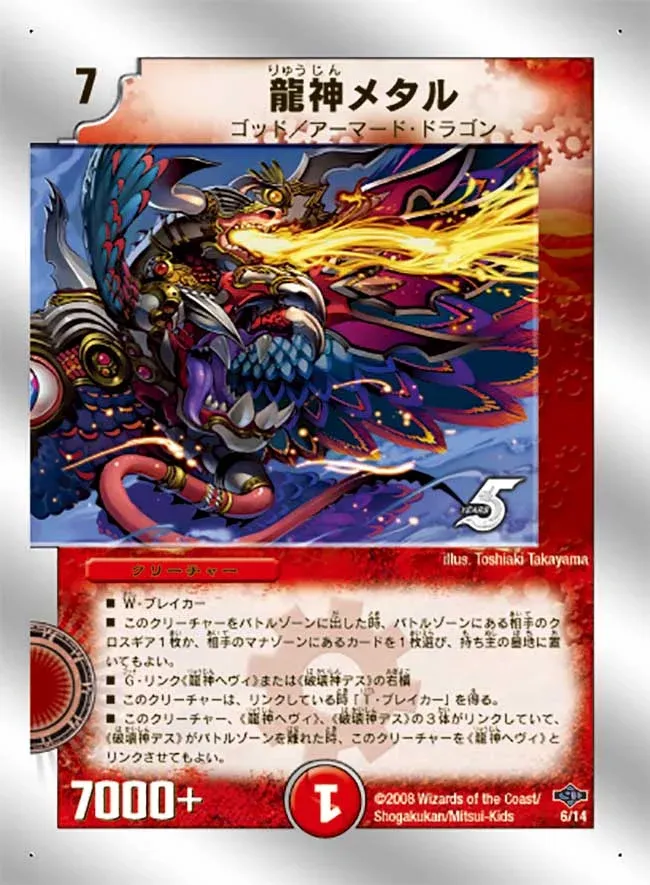 7
りゅうじん
龍神メタル
ゴッド／アーマード・ドラゴン
5
YEARS
illus. Toshiaki Takayama
クリーチャー
■ W・ブレイカー
■ このクリーチャーをバトルゾーンに出した時、バトルゾーンにある相手のク
ロスギア1枚か、相手のマナゾーンにあるカードを1枚選び、持ち主の墓地に置
いてもよい。
■ G・リンク《龍神ヘヴィ》または《破壊神デス》の右横
■ このクリーチャーは、リンクしている時「T・ブレイカー」を得る。
■ このクリーチャー、《龍神ヘヴィ》、《破壊神デス》の3体がリンクしていて、
《破壊神デス》がバトルゾーンを離れた時、このクリーチャーを《龍神ヘヴィ》と
リンクさせてもよい。
7000+
1
©2008 Wizards of the Coast/
Shogakukan/Mitsui-Kids
6/14